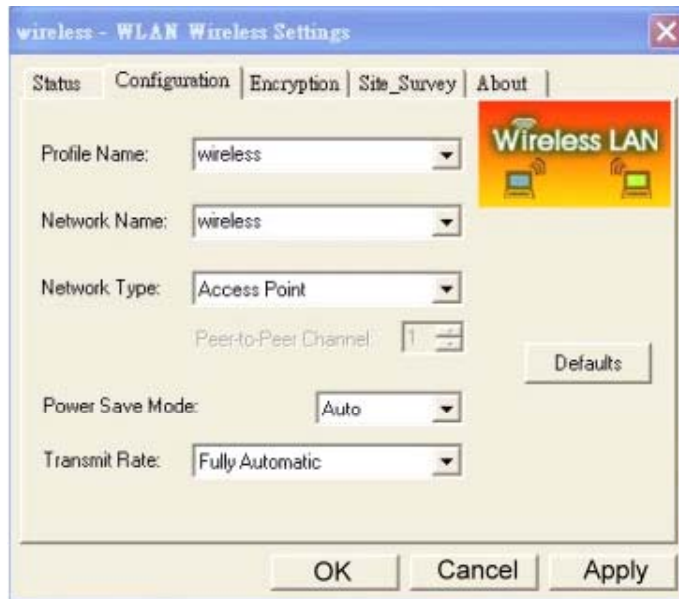 wireless - WLAN Wireless Settings
Status Configuration Encryption Site_Survey About
Wireless LAN
Profile Name: wireless
Network Name: wireless
Network Type: Access Point
Peer-to-Peer Channel 1
Defaults
Power Save Mode: Auto
Transmit Rate: Fully Automatic
OK Cancel Apply